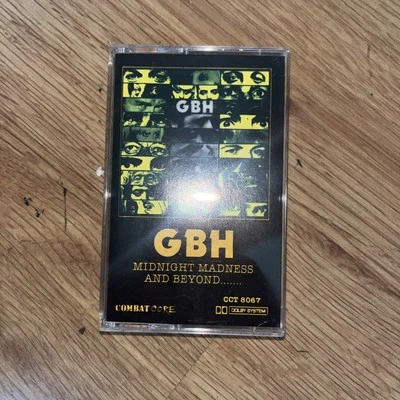 GBH
GBH
MIDNIGHT MADNESS
AND BEYOND.......
CCT 8067
COMBAT CORE
DOLBY SYSTEM